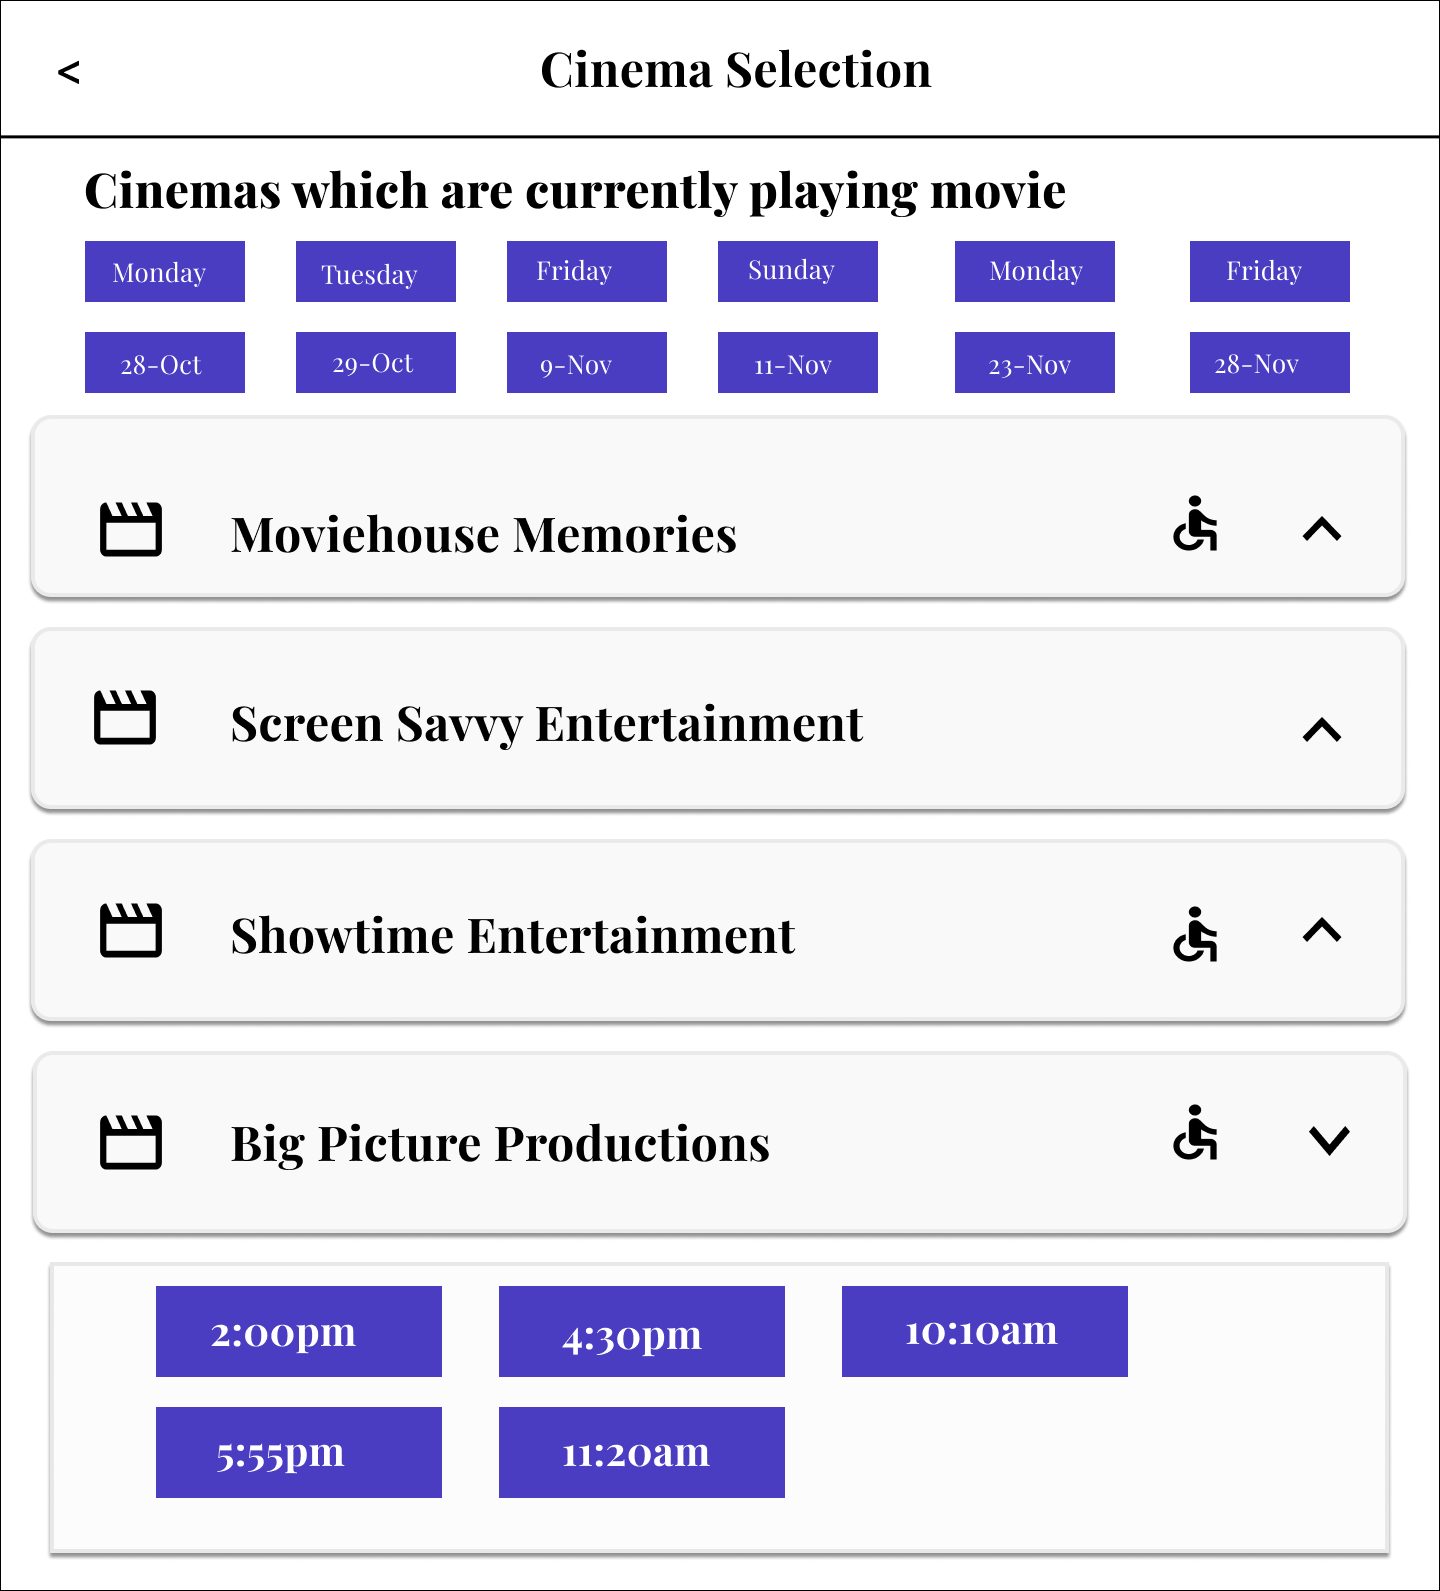 < Cinema Selection
Cinemas which are currently playing movie
Monday Tuesday Friday Sunday Monday Friday
28-Oct 29-Oct 9-Nov 11-Nov 23-Nov 28-Nov
Moviehouse Memories
Screen Savvy Entertainment
Showtime Entertainment
Big Picture Productions
2:00pm 4:30pm 10:10am
5:55pm 11:20am